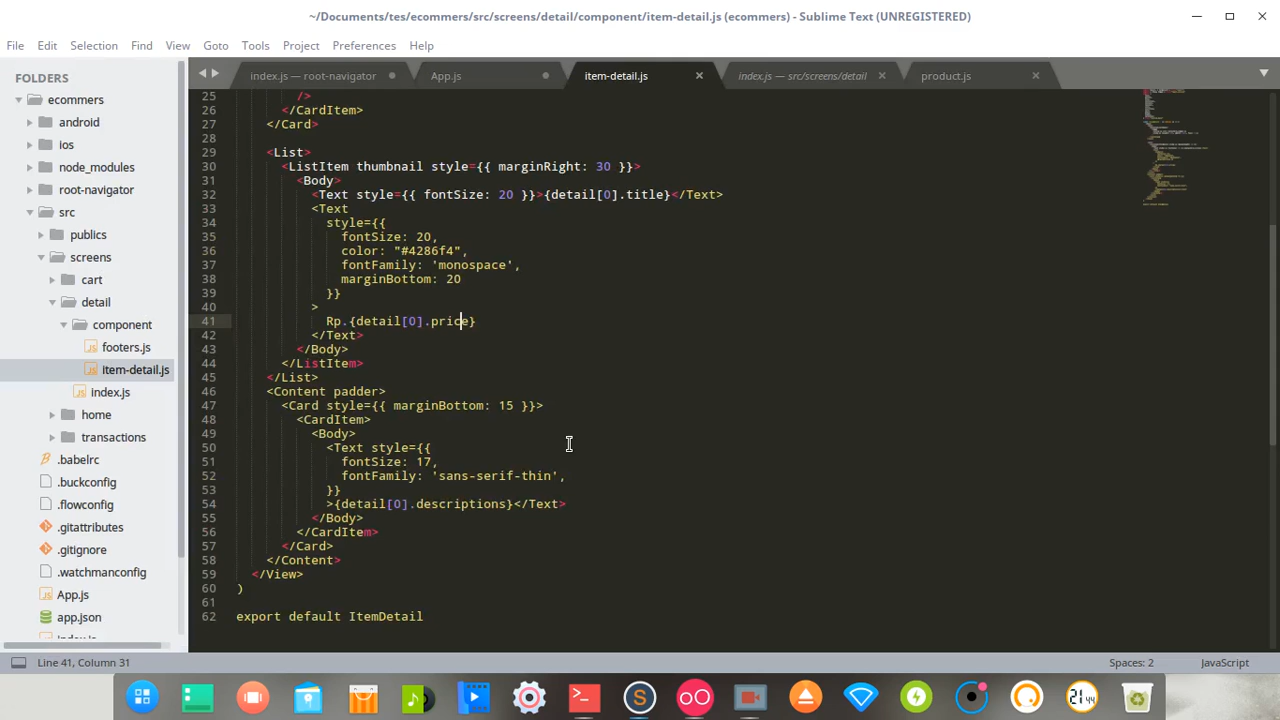 ~/Documents/tes/ecommers/src/screens/detail/component/item-detail.js (ecommers) - Sublime Text (UNREGISTERED)
File Edit Selection Find View Goto Tools Project Preferences Help
FOLDERS
ecommers
android
ios
node_modules
root-navigator
src
publics
screens
cart
detail
component
footers.js
item-detail.js
index.js
home
transactions
.babelrc
.buckconfig
.flowconfig
.gitattributes
.gitignore
.watchmanconfig
App.js
app.json
index.js — root-navigator App.js item-detail.js index.js — src/screens/detail product.js
25 />
26 </CardItem>
27 </Card>
28
29 <List>
30 <ListItem thumbnail style={{ marginRight: 30 }}>
31 <Body>
32 <Text style={{ fontSize: 20 }}>{detail[0].title}</Text>
33 <Text
34 style={{
35 fontSize: 20,
36 color: "#4286f4",
37 fontFamily: 'monospace',
38 marginBottom: 20
39 }}
40 >
41 Rp.{detail[0].price}
42 </Text>
43 </Body>
44 </ListItem>
45 </List>
46 <Content padder>
47 <Card style={{ marginBottom: 15 }}>
48 <CardItem>
49 <Body>
50 <Text style={{
51 fontSize: 17,
52 fontFamily: 'sans-serif-thin',
53 }}
54 >{detail[0].descriptions}</Text>
55 </Body>
56 </CardItem>
57 </Card>
58 </Content>
59 </View>
60 )
61
62 export default ItemDetail
Line 41, Column 31 Spaces: 2 JavaScript
21 44